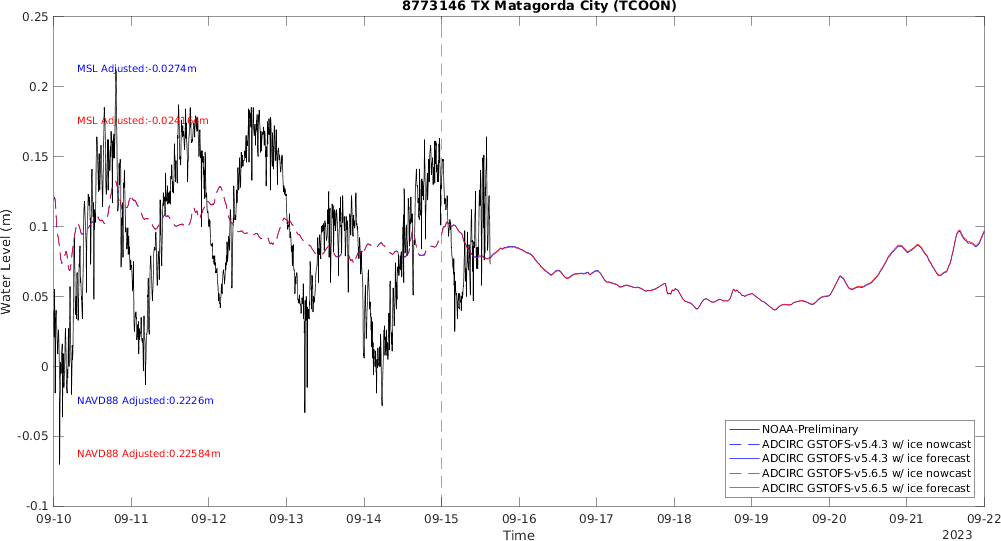 8773146 TX Matagorda City (TCOON)
0.25
0.2
0.15
0.1
0.05
0
-0.05
-0.1
Water Level (m)
MSL Adjusted:-0.0274m
NAVD88 Adjusted:0.2226m
NAVD88 Adjusted:0.22584m
NOAA-Preliminary
ADCIRC GSTOFS-v5.4.3 w/ ice nowcast
ADCIRC GSTOFS-v5.4.3 w/ ice forecast
ADCIRC GSTOFS-v5.6.5 w/ ice nowcast
ADCIRC GSTOFS-v5.6.5 w/ ice forecast
09-10 09-11 09-12 09-13 09-14 09-15 09-16 09-17 09-18 09-19 09-20 09-21 09-22
Time
2023